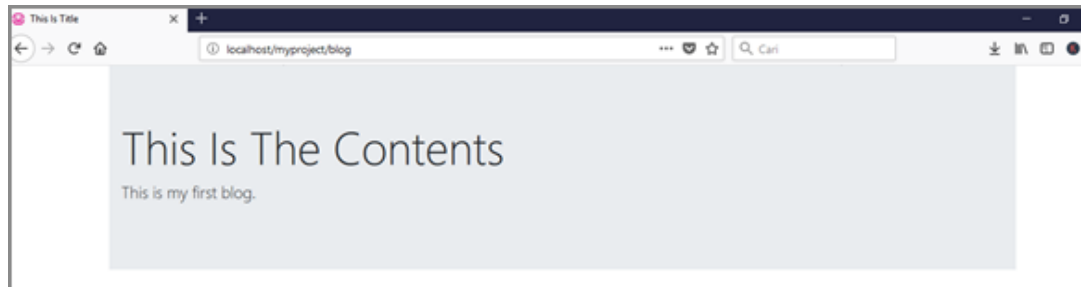 This Is Title
localhost/myproject/blog
Cari
This Is The Contents
This is my first blog.